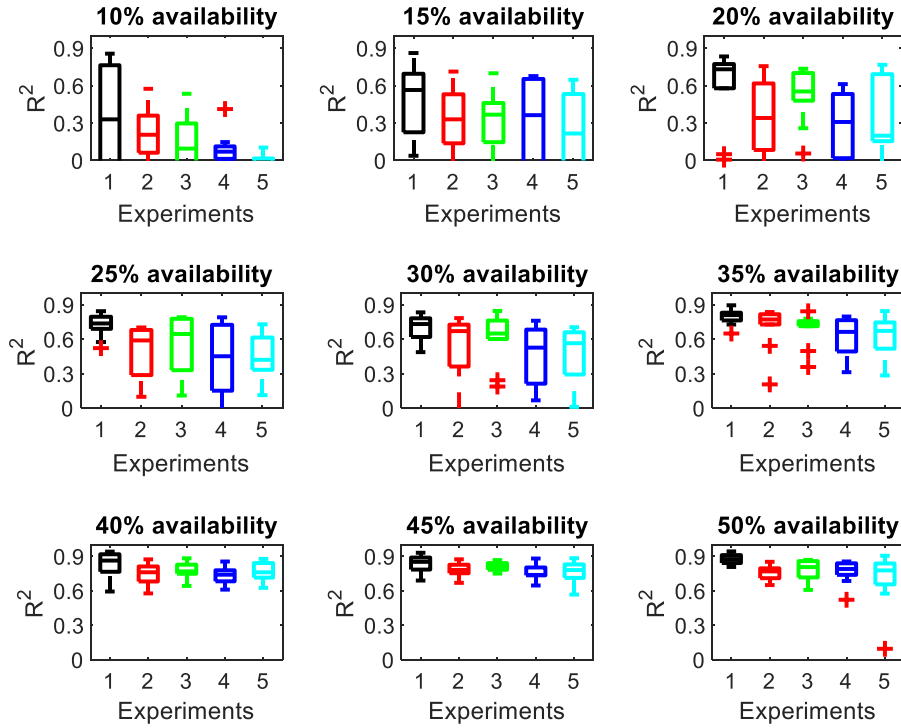 10% availability
15% availability
20% availability
R²
0.9
0.6
0.3
0
R²
0.9
0.6
0.3
0
R²
0.9
0.6
0.3
0
1 2 3 4 5
1 2 3 4 5
1 2 3 4 5
Experiments
Experiments
Experiments
25% availability
30% availability
35% availability
R²
0.9
0.6
0.3
0
R²
0.9
0.6
0.3
0
R²
0.9
0.6
0.3
0
1 2 3 4 5
1 2 3 4 5
1 2 3 4 5
Experiments
Experiments
Experiments
40% availability
45% availability
50% availability
R²
0.9
0.6
0.3
0
R²
0.9
0.6
0.3
0
R²
0.9
0.6
0.3
0
1 2 3 4 5
1 2 3 4 5
1 2 3 4 5
Experiments
Experiments
Experiments